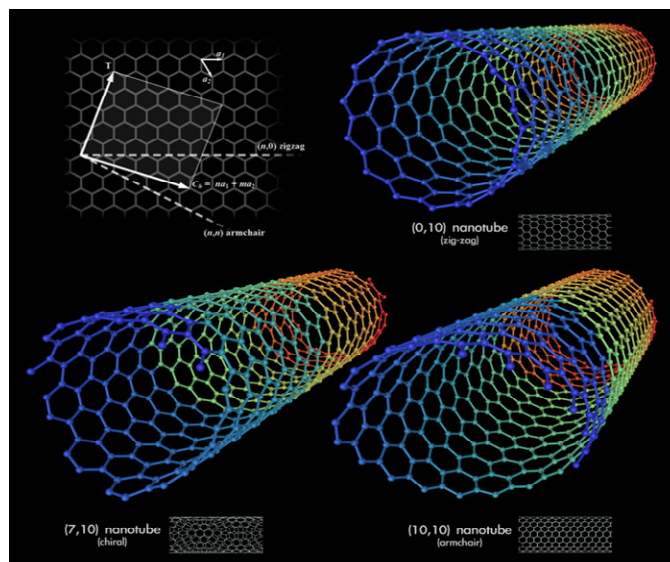 a₁
T
a₂
(n,0) zigzag
Cₕ = na₁ + ma₂
(n,n) armchair
(0,10) nanotube
(zig-zag)
(7,10) nanotube
(chiral)
(10,10) nanotube
(armchair)